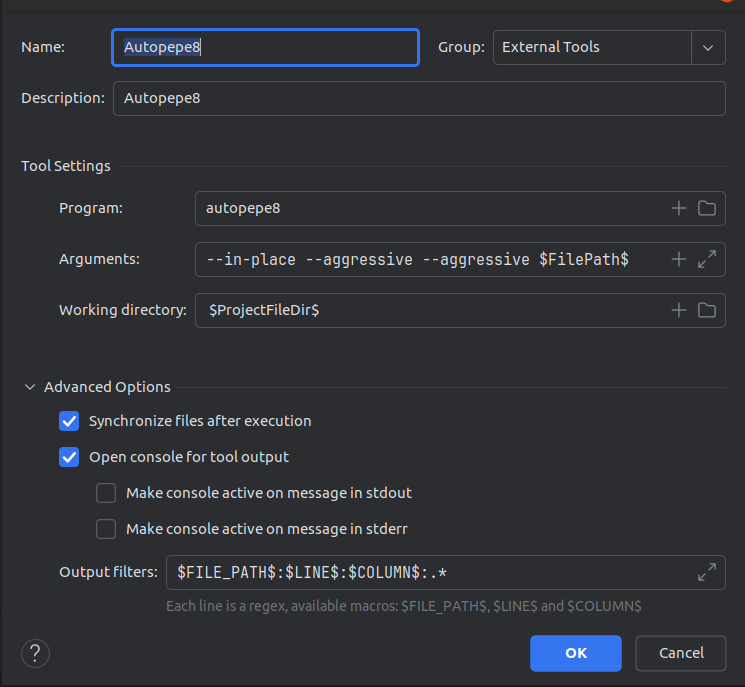 Name: Autopepe8 Group: External Tools
Description: Autopepe8
Tool Settings
Program: autopepe8
Arguments: --in-place --aggressive --aggressive $FilePath$
Working directory: $ProjectFileDir$
Advanced Options
Synchronize files after execution
Open console for tool output
Make console active on message in stdout
Make console active on message in stderr
Output filters: $FILE_PATH$:$LINE$:$COLUMN$:.*
Each line is a regex, available macros: $FILE_PATH$, $LINE$ and $COLUMN$
? OK Cancel